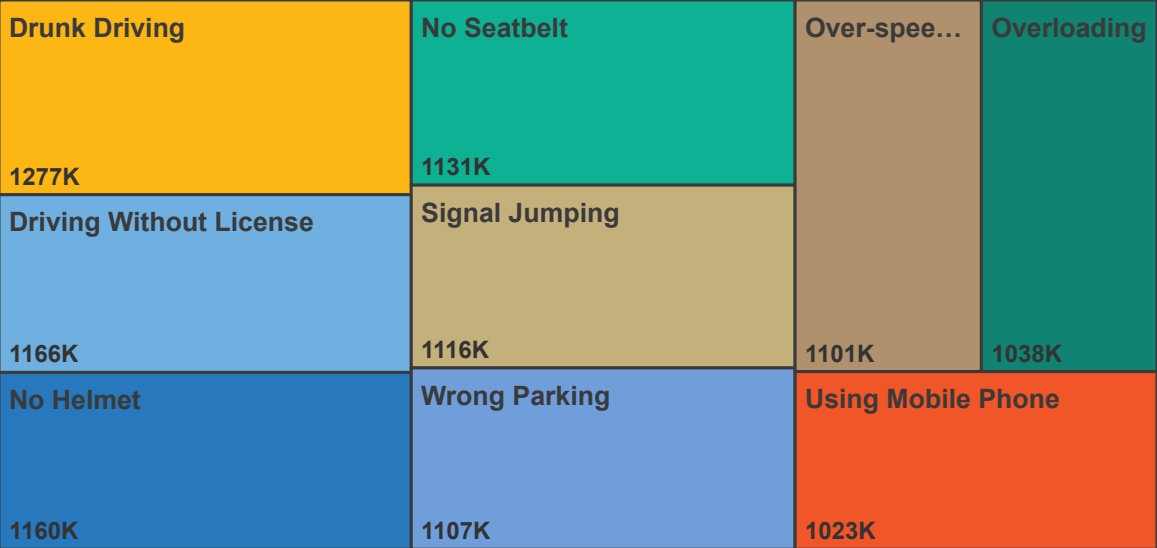 Drunk Driving
1277K
Driving Without License
1166K
No Helmet
1160K
No Seatbelt
1131K
Signal Jumping
1116K
Wrong Parking
1107K
Over-spee…
1101K
Overloading
1038K
Using Mobile Phone
1023K